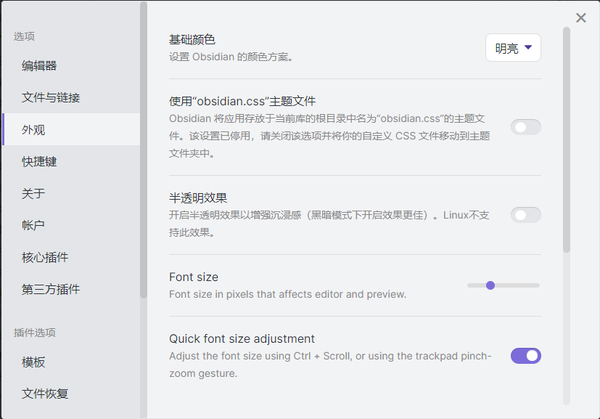 选项
编辑器
文件与链接
外观
快捷键
关于
帐户
核心插件
第三方插件
插件选项
模板
文件恢复
基础颜色
设置 Obsidian 的颜色方案。
明亮
使用“obsidian.css”主题文件
Obsidian 将应用存放于当前库的根目录中名为“obsidian.css”的主题文
件。该设置已停用，请关闭该选项并将你的自定义 CSS 文件移动到主题
文件夹中。
半透明效果
开启半透明效果以增强沉浸感（黑暗模式下开启效果更佳）。Linux不支
持此效果。
Font size
Font size in pixels that affects editor and preview.
Quick font size adjustment
Adjust the font size using Ctrl + Scroll, or using the trackpad pinch-
zoom gesture.